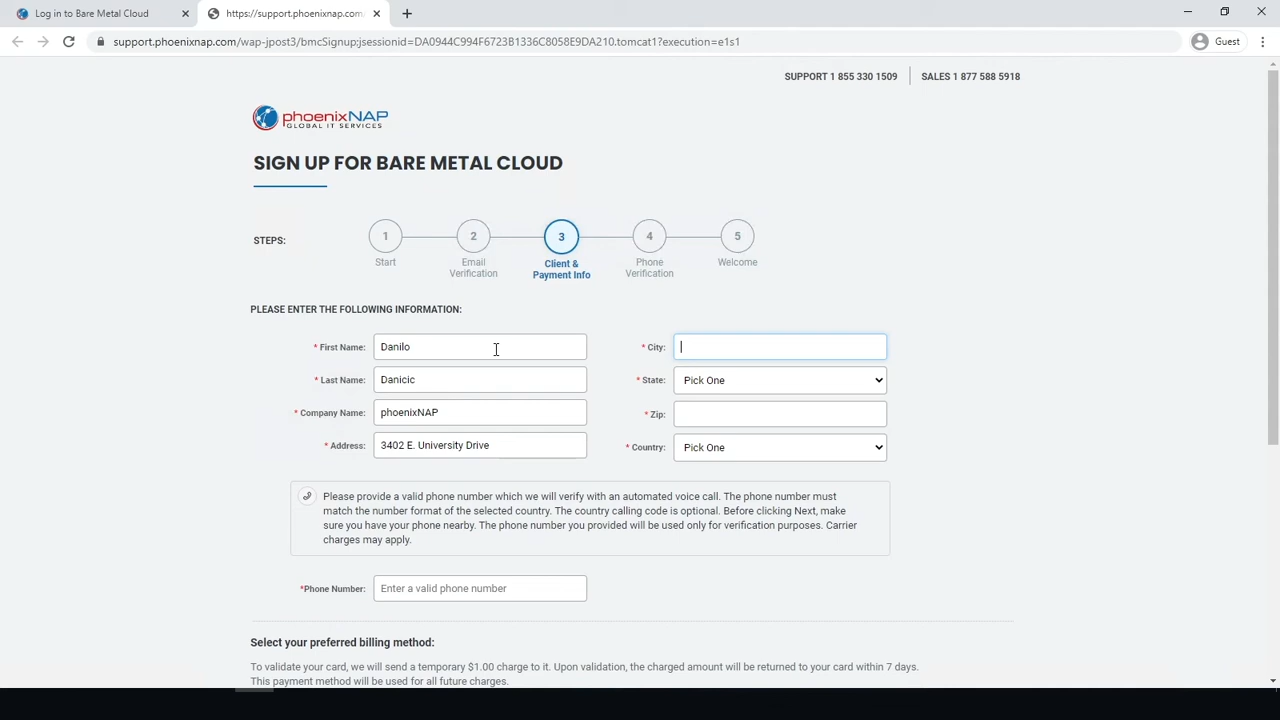 Log in to Bare Metal Cloud
https://support.phoenixnap.com/
support.phoenixnap.com/wap-jpost3/bmcSignup;jsessionid=DA0944C994F6723B1336C8058E9DA210.tomcat1?execution=e1s1
Guest
SUPPORT 1 855 330 1509
SALES 1 877 588 5918
phoenixNAP
GLOBAL IT SERVICES
SIGN UP FOR BARE METAL CLOUD
STEPS:
1
Start
2
Email
Verification
3
Client &
Payment Info
4
Phone
Verification
5
Welcome
PLEASE ENTER THE FOLLOWING INFORMATION:
* First Name: Danilo
* Last Name: Danicic
* Company Name: phoenixNAP
* Address: 3402 E. University Drive
* City:
* State: Pick One
* Zip:
* Country: Pick One
Please provide a valid phone number which we will verify with an automated voice call. The phone number must
match the number format of the selected country. The country calling code is optional. Before clicking Next, make
sure you have your phone nearby. The phone number you provided will be used only for verification purposes. Carrier
charges may apply.
*Phone Number: Enter a valid phone number
Select your preferred billing method:
To validate your card, we will send a temporary $1.00 charge to it. Upon validation, the charged amount will be returned to your card within 7 days.
This payment method will be used for all future charges.